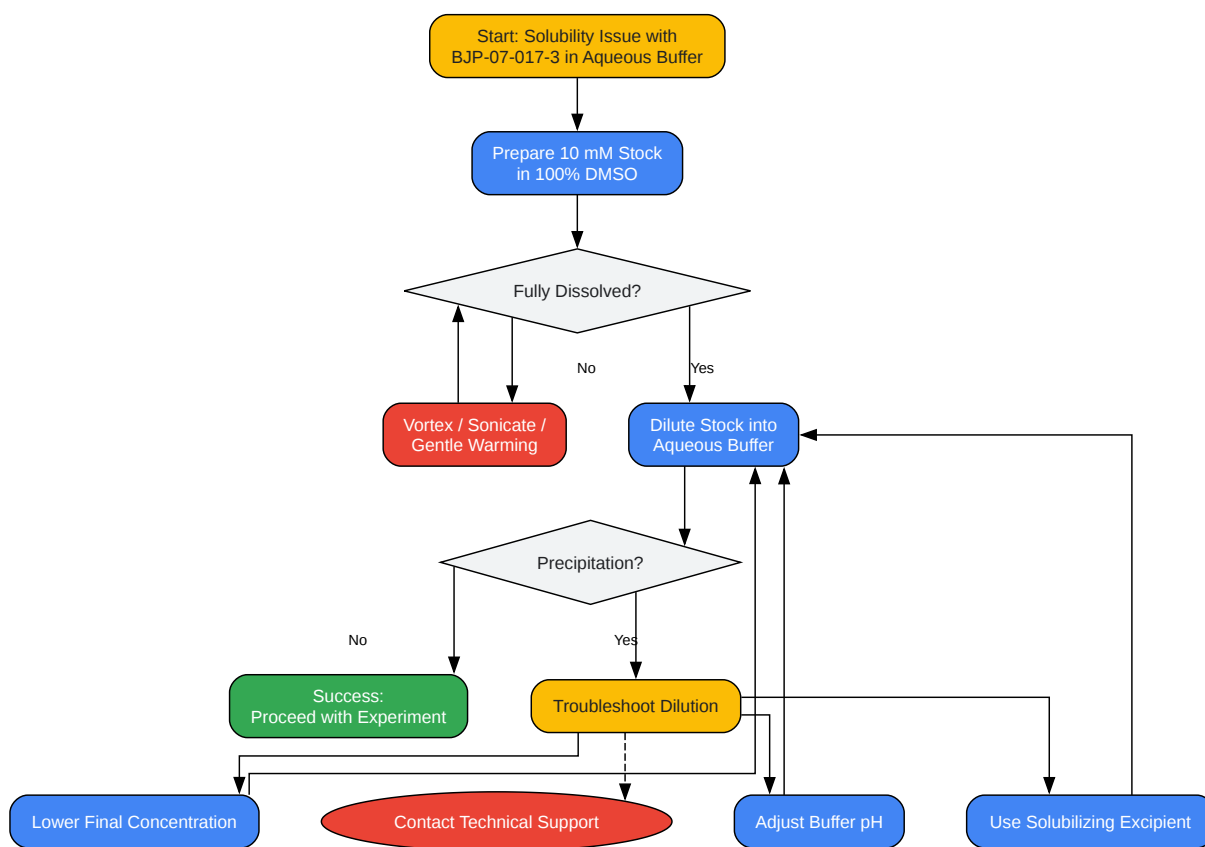 Start: Solubility Issue with
BJP-07-017-3 in Aqueous Buffer
Prepare 10 mM Stock
in 100% DMSO
Fully Dissolved?
No
Yes
Vortex / Sonicate /
Gentle Warming
Dilute Stock into
Aqueous Buffer
Precipitation?
No
Yes
Success:
Proceed with Experiment
Troubleshoot Dilution
Lower Final Concentration
Contact Technical Support
Adjust Buffer pH
Use Solubilizing Excipient